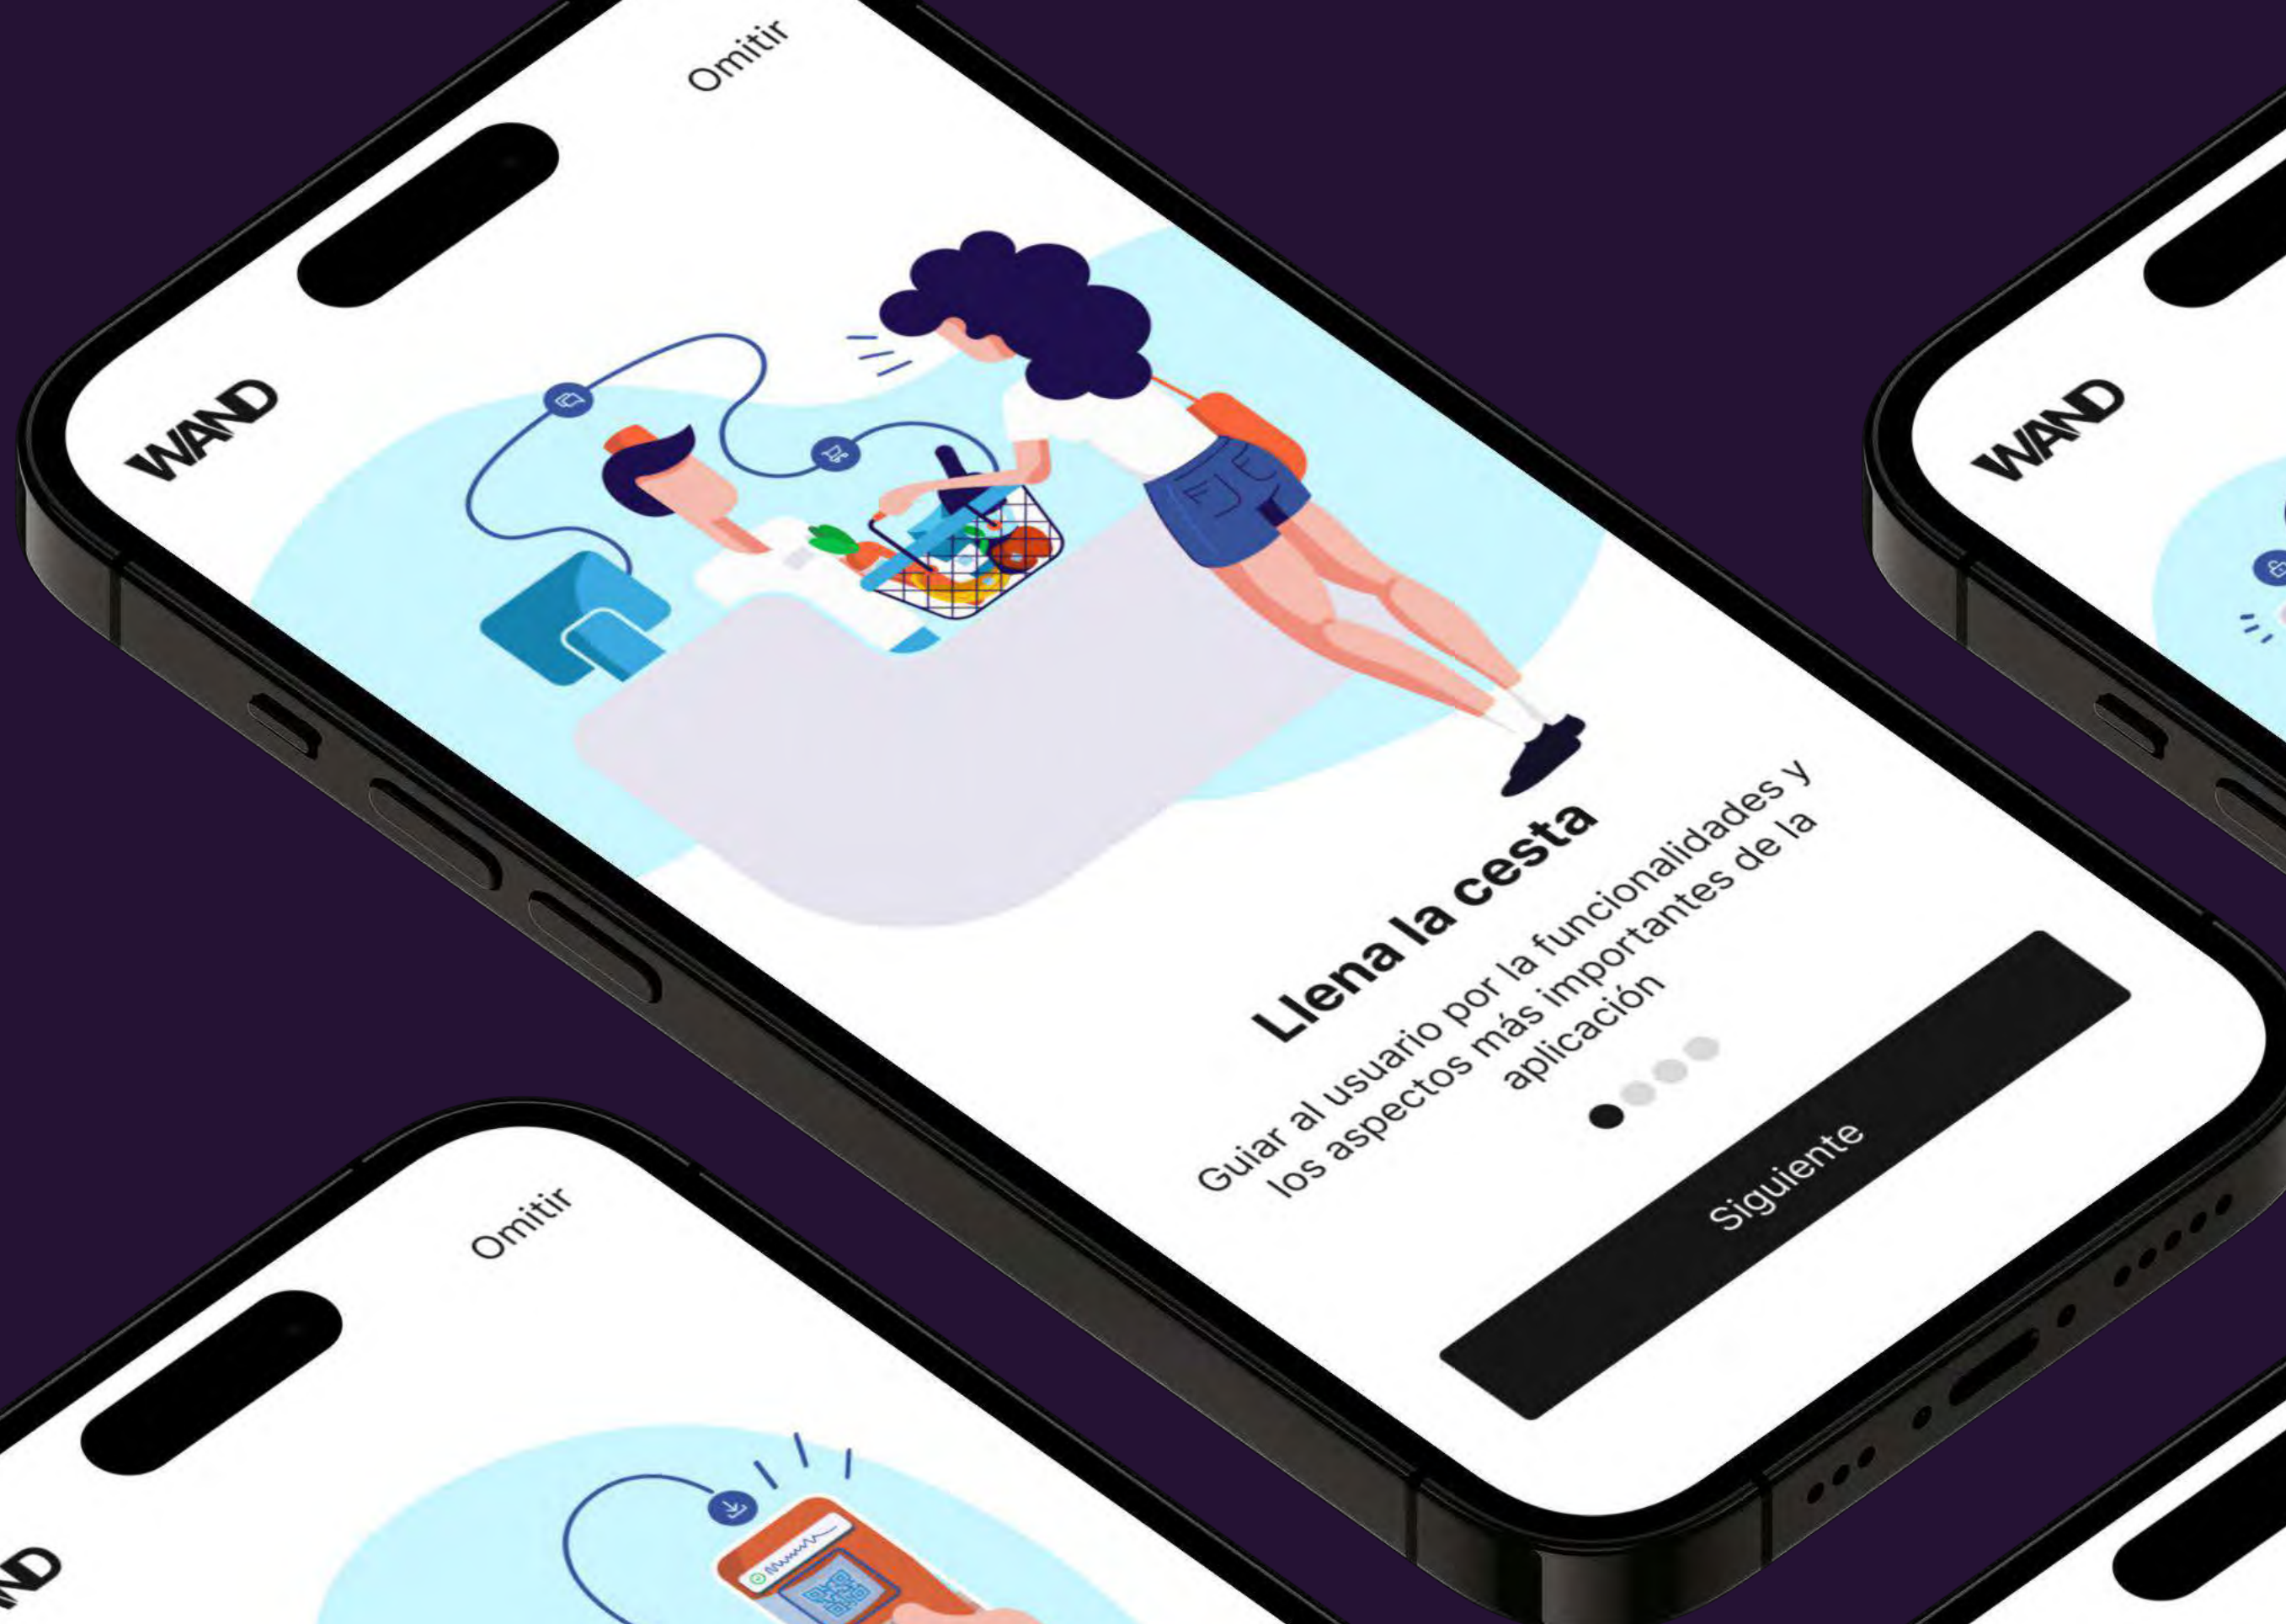 Omitir
WAND
Llena la cesta
Guiar al usuario por la funcionalidades y
los aspectos más importantes de la
aplicación
Siguiente
WAND
Omitir
ND